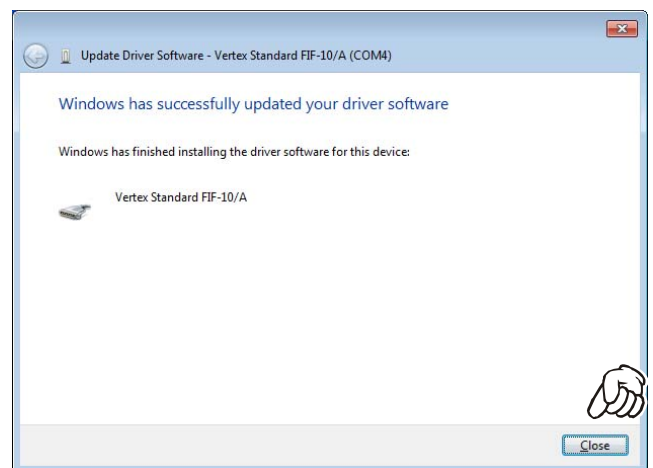 Update Driver Software - Vertex Standard FIF-10/A (COM4)
Windows has successfully updated your driver software
Windows has finished installing the driver software for this device:
Vertex Standard FIF-10/A
Close